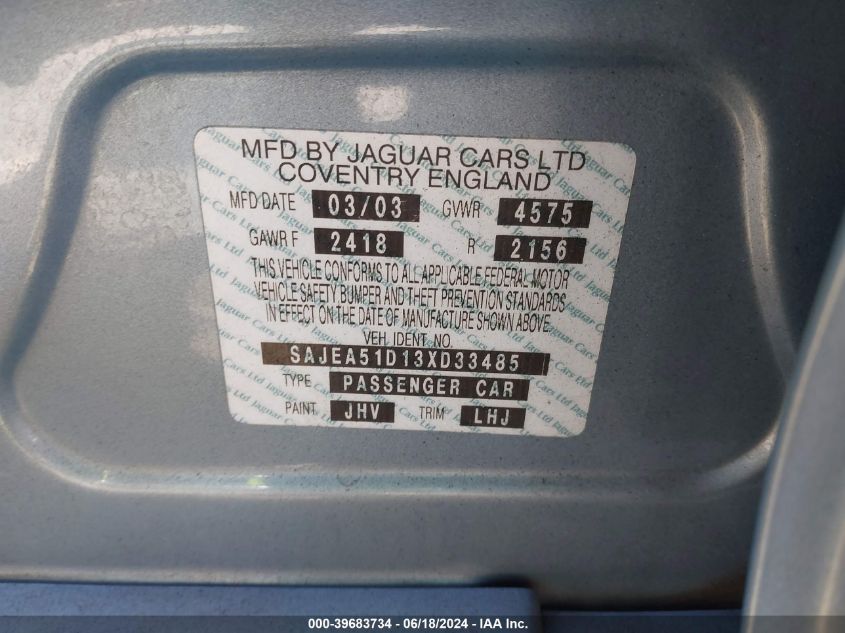 MFD BY JAGUAR CARS LTD
COVENTRY ENGLAND
MFD DATE 03/03 GVWR 4575
GAWR F 2418 R 2156
THIS VEHICLE CONFORMS TO ALL APPLICABLE FEDERAL MOTOR
VEHICLE SAFETY BUMPER AND THEFT PREVENTION STANDARDS
IN EFFECT ON THE DATE OF MANUFACTURE SHOWN ABOVE.
VEH. IDENT. NO.
SAJEA51D13XD33485
TYPE PASSENGER CAR
PAINT JHV TRIM LHJ
000-39683734 - 06/18/2024 - IAA Inc.